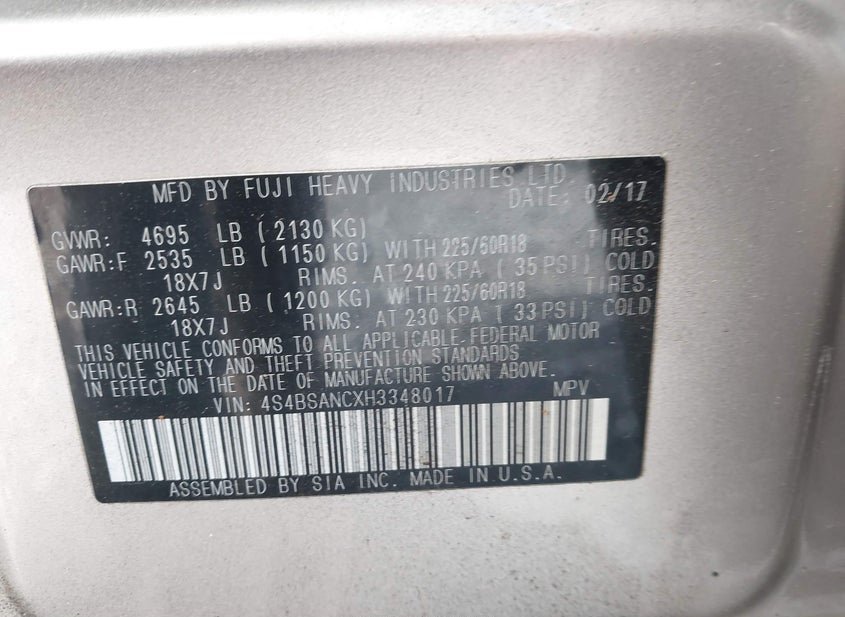 MFD BY FUJI HEAVY INDUSTRIES LTD.
DATE: 02/17
GVWR: 4695 LB ( 2130 KG)
GAWR:F 2535 LB ( 1150 KG) WITH 225/60R18 TIRES.
18X7J RIMS. AT 240 KPA ( 35 PSI) COLD
GAWR:R 2645 LB ( 1200 KG) WITH 225/60R18 TIRES.
18X7J RIMS. AT 230 KPA ( 33 PSI) COLD
THIS VEHICLE CONFORMS TO ALL APPLICABLE FEDERAL MOTOR
VEHICLE SAFETY AND THEFT PREVENTION STANDARDS
IN EFFECT ON THE DATE OF MANUFACTURE SHOWN ABOVE.
VIN: 4S4BSANCXH3348017 MPV
ASSEMBLED BY SIA INC. MADE IN U.S.A.